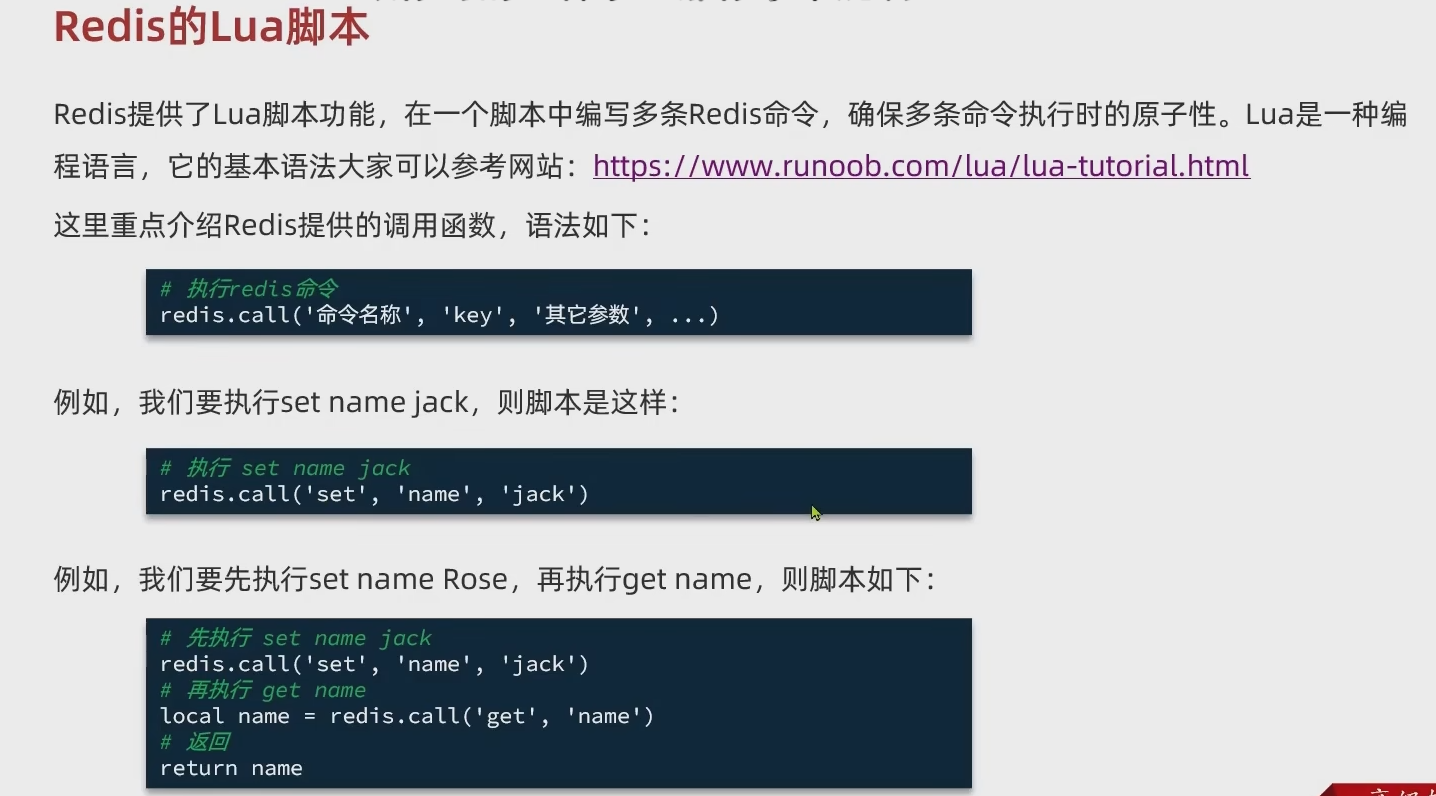 Redis的Lua脚本
Redis提供了Lua脚本功能，在一个脚本中编写多条Redis命令，确保多条命令执行时的原子性。Lua是一种编
程语言，它的基本语法大家可以参考网站：https://www.runoob.com/lua/lua-tutorial.html
这里重点介绍Redis提供的调用函数，语法如下：
# 执行redis命令
redis.call('命令名称', 'key', '其它参数', ...)
例如，我们要执行set name jack，则脚本是这样：
# 执行 set name jack
redis.call('set', 'name', 'jack')
例如，我们要先执行set name Rose，再执行get name，则脚本如下：
# 先执行 set name jack
redis.call('set', 'name', 'jack')
# 再执行 get name
local name = redis.call('get', 'name')
# 返回
return name